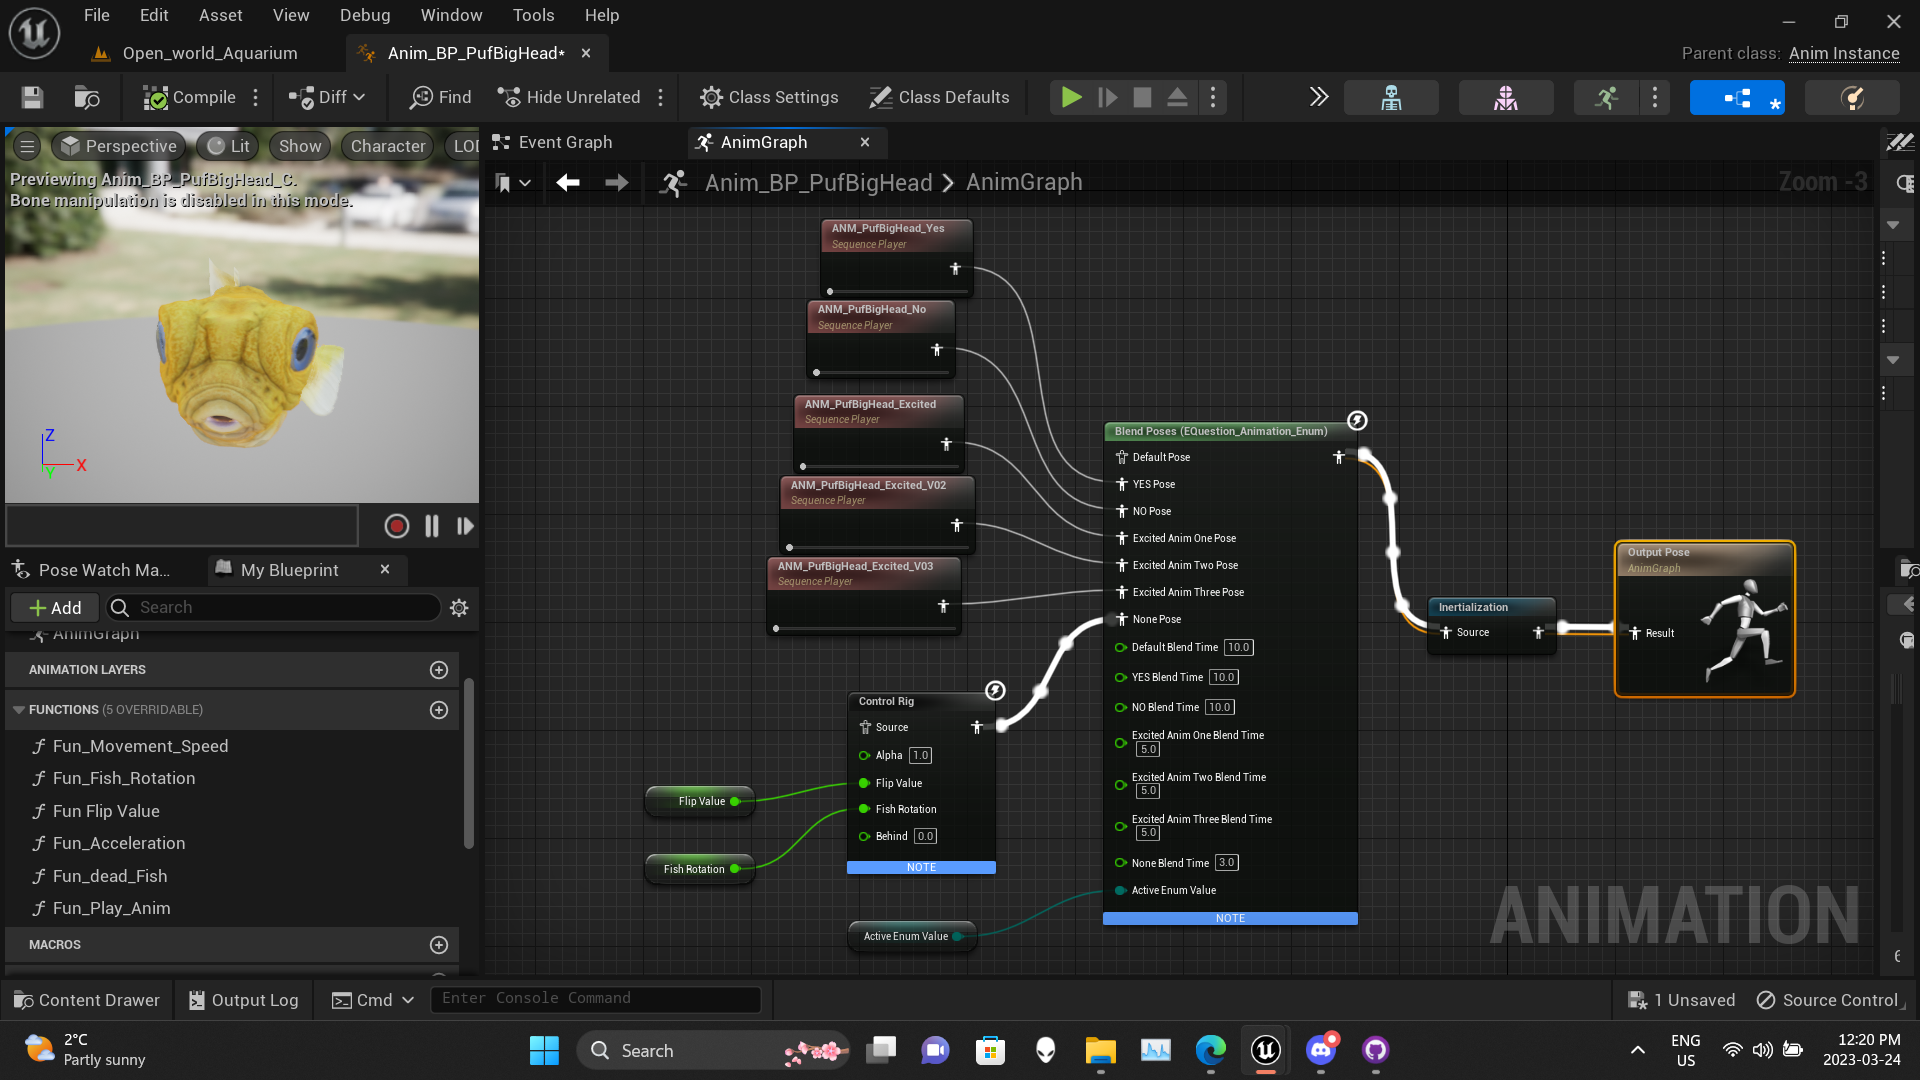 File Edit Asset View Debug Window Tools Help
Open_world_Aquarium
Anim_BP_PufBigHead*
Parent class: Anim Instance
Compile
Diff
Find
Hide Unrelated
Class Settings
Class Defaults
Perspective
Lit
Show
Character
Previewing Anim_BP_PufBigHead_C.
Bone manipulation is disabled in this mode.
Z
X
Y
Event Graph
AnimGraph
Anim_BP_PufBigHead > AnimGraph
Zoom -3
ANM_PufBigHead_Yes
Sequence Player
ANM_PufBigHead_No
Sequence Player
ANM_PufBigHead_Excited
Sequence Player
ANM_PufBigHead_Excited_V02
Sequence Player
ANM_PufBigHead_Excited_V03
Sequence Player
Blend Poses (EQuestion_Animation_Enum)
Default Pose
YES Pose
NO Pose
Excited Anim One Pose
Excited Anim Two Pose
Excited Anim Three Pose
None Pose
Default Blend Time 10.0
YES Blend Time 10.0
NO Blend Time 10.0
Excited Anim One Blend Time
5.0
Excited Anim Two Blend Time
5.0
Excited Anim Three Blend Time
5.0
None Blend Time 3.0
Active Enum Value
NOTE
Control Rig
Source
Alpha 1.0
Flip Value
Fish Rotation
Behind 0.0
NOTE
Flip Value
Fish Rotation
Active Enum Value
Inertialization
Source
Output Pose
AnimGraph
Result
ANIMATION
Pose Watch Ma...
My Blueprint
Add
Search
AnimGraph
ANIMATION LAYERS
FUNCTIONS (5 OVERRIDABLE)
Fun_Movement_Speed
Fun_Fish_Rotation
Fun Flip Value
Fun_Acceleration
Fun_dead_Fish
Fun_Play_Anim
MACROS
Content Drawer
Output Log
Cmd
Enter Console Command
1 Unsaved
Source Control
2°C
Partly sunny
Search
ENG
US
12:20 PM
2023-03-24